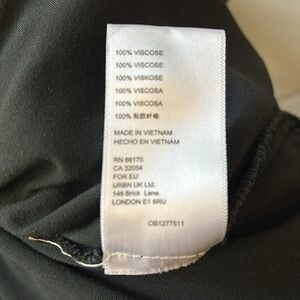 100% VISCOSE
100% VISCOSE
100% VISKOSE
100% VISCOSA
100% VISCOSA
100% 粘胶纤维
MADE IN VIETNAM
HECHO EN VIETNAM
RN 66170
CA 32054
FOR EU
URBN UK Ltd.
146 Brick Lane.
LONDON E1 6RU
OB1277511